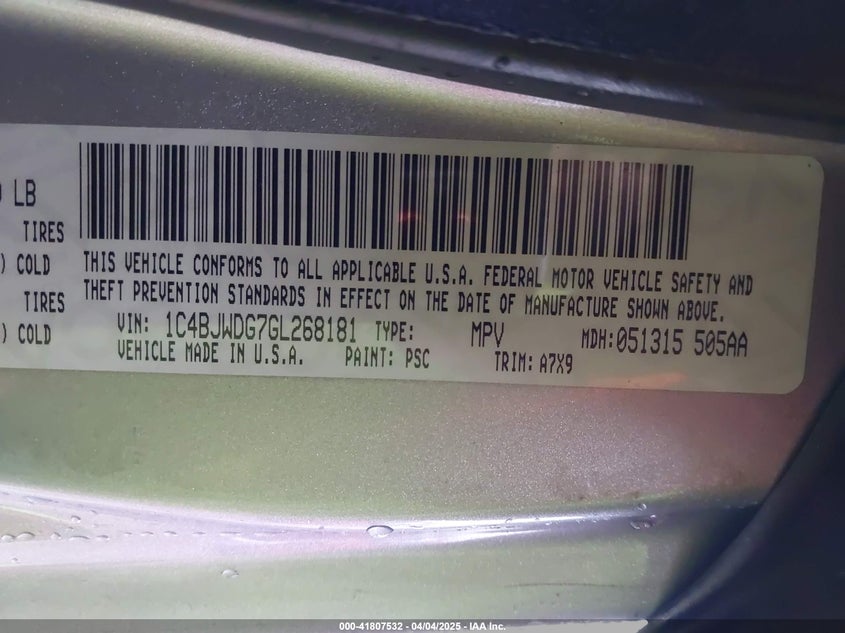 LB
TIRES
) COLD
TIRES
) COLD
THIS VEHICLE CONFORMS TO ALL APPLICABLE U.S.A. FEDERAL MOTOR VEHICLE SAFETY AND
THEFT PREVENTION STANDARDS IN EFFECT ON THE DATE OF MANUFACTURE SHOWN ABOVE.
VIN: 1C4BJWDG7GL268181 TYPE: MPV MDH:051315 505AA
VEHICLE MADE IN U.S.A. PAINT: PSC TRIM: A7X9
000-41807532 - 04/04/2025 - IAA Inc.